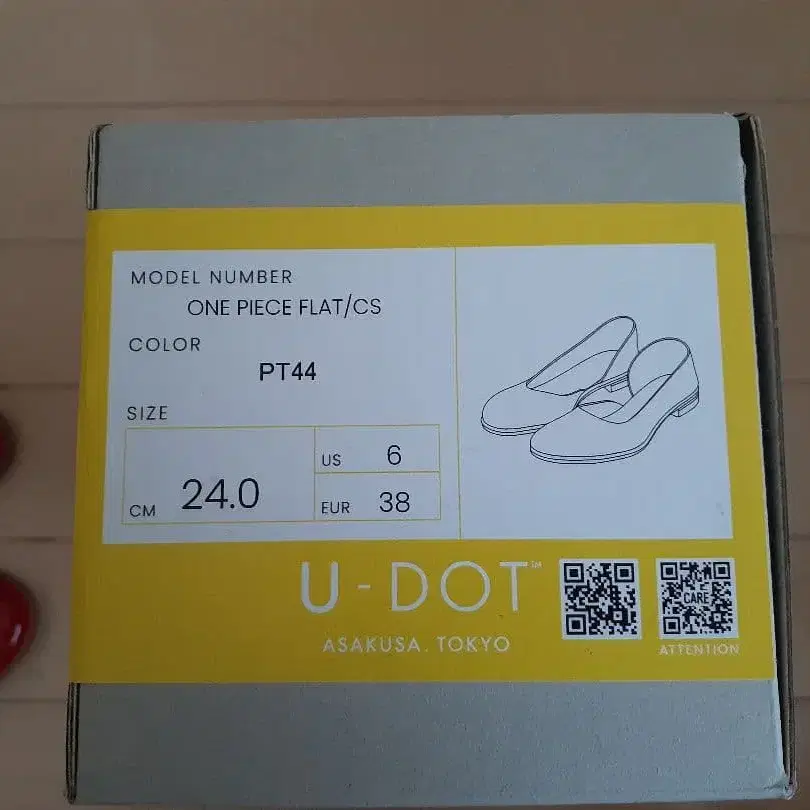 MODEL NUMBER
ONE PIECE FLAT/CS
COLOR
PT44
SIZE
CM 24.0
US 6
EUR 38
U-DOT™
ASAKUSA. TOKYO
CARE
ATTENTION